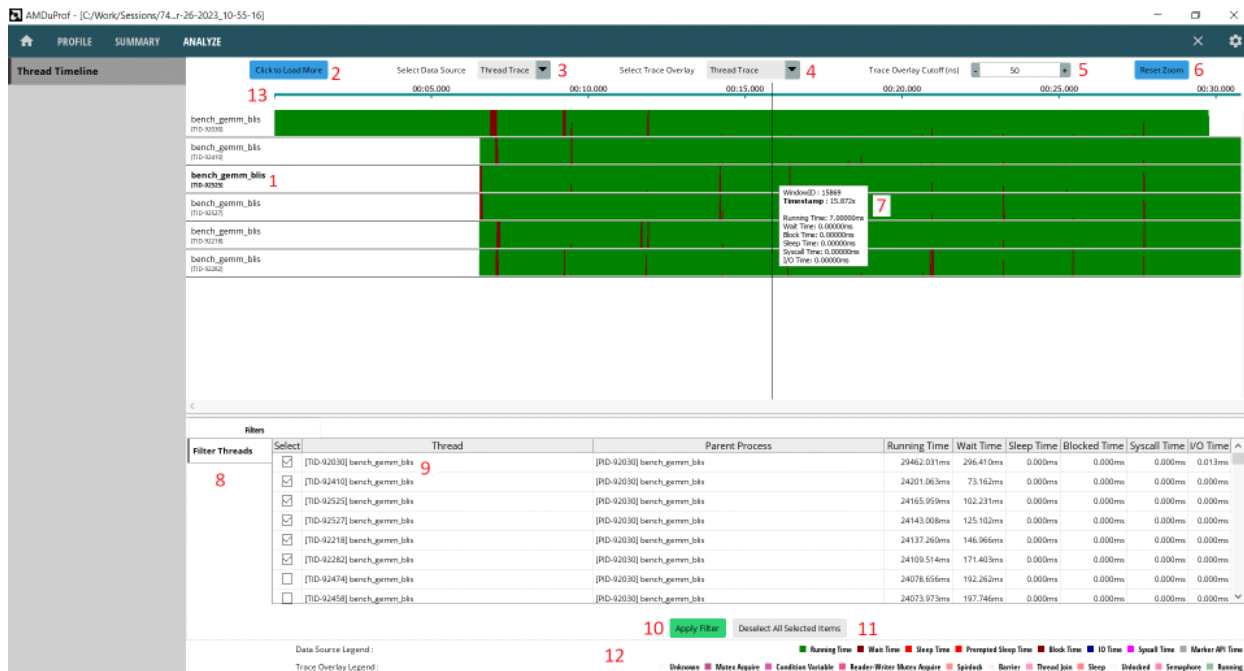 AMDuProf - [C:/Work/Sessions/74...r-26-2023_10-55-16]
PROFILE SUMMARY ANALYZE
Thread Timeline
Click to Load More 2 Select Data Source Thread Trace 3 Select Trace Overlay Thread Trace 4 Trace Overlay Cutoff (ns) - 50 + 5 Reset Zoom 6
13 00:05.000 00:10.000 00:15.000 00:20.000 00:25.000 00:30.000
bench_gemm_blis
[TID-92030]
bench_gemm_blis
[TID-92410]
bench_gemm_blis 1
[TID-92525]
bench_gemm_blis
[TID-92527]
bench_gemm_blis
[TID-92218]
bench_gemm_blis
[TID-92282]
WindowID : 15869
Timestamp : 15.872s
Running Time: 7.00000ms
Wait Time: 0.00000ms
Block Time: 0.00000ms
Sleep Time: 0.00000ms
Syscall Time: 0.00000ms
I/O Time: 0.00000ms
7
Filters
Filter Threads
8
Select Thread Parent Process Running Time Wait Time Sleep Time Blocked Time Syscall Time I/O Time
[TID-92030] bench_gemm_blis 9 [PID-92030] bench_gemm_blis 29462.031ms 296.410ms 0.000ms 0.000ms 0.000ms 0.013ms
[TID-92410] bench_gemm_blis [PID-92030] bench_gemm_blis 24201.063ms 73.162ms 0.000ms 0.000ms 0.000ms 0.000ms
[TID-92525] bench_gemm_blis [PID-92030] bench_gemm_blis 24165.959ms 102.231ms 0.000ms 0.000ms 0.000ms 0.000ms
[TID-92527] bench_gemm_blis [PID-92030] bench_gemm_blis 24143.008ms 125.102ms 0.000ms 0.000ms 0.000ms 0.000ms
[TID-92218] bench_gemm_blis [PID-92030] bench_gemm_blis 24137.260ms 146.966ms 0.000ms 0.000ms 0.000ms 0.000ms
[TID-92282] bench_gemm_blis [PID-92030] bench_gemm_blis 24109.514ms 171.403ms 0.000ms 0.000ms 0.000ms 0.000ms
[TID-92474] bench_gemm_blis [PID-92030] bench_gemm_blis 24078.656ms 192.262ms 0.000ms 0.000ms 0.000ms 0.000ms
[TID-92458] bench_gemm_blis [PID-92030] bench_gemm_blis 24073.973ms 197.746ms 0.000ms 0.000ms 0.000ms 0.000ms
10 Apply Filter Deselect All Selected Items 11
Data Source Legend : 12 Running Time Wait Time Sleep Time Prempted Sleep Time Block Time IO Time Syscall Time Marker API Time
Trace Overlay Legend : Unknown Mutex Acquire Condition Variable Reader-Writer Mutex Acquire Spinlock Barrier Thread Join Sleep Unlocked Semaphore Running